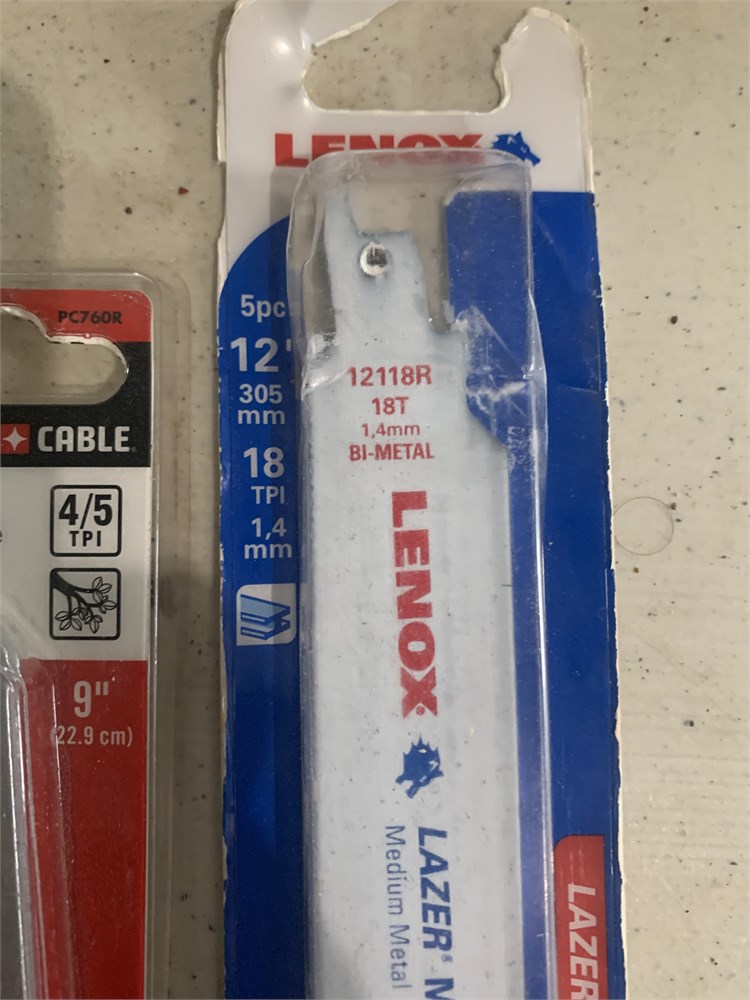 PC760R
CABLE
4/5
TPI
9"
(22.9 cm)
LENOX
5pc
12"
305
mm
18
TPI
1,4
mm
12118R
18T
1,4mm
BI-METAL
LENOX®
LAZER® M
Medium Metal
LAZER